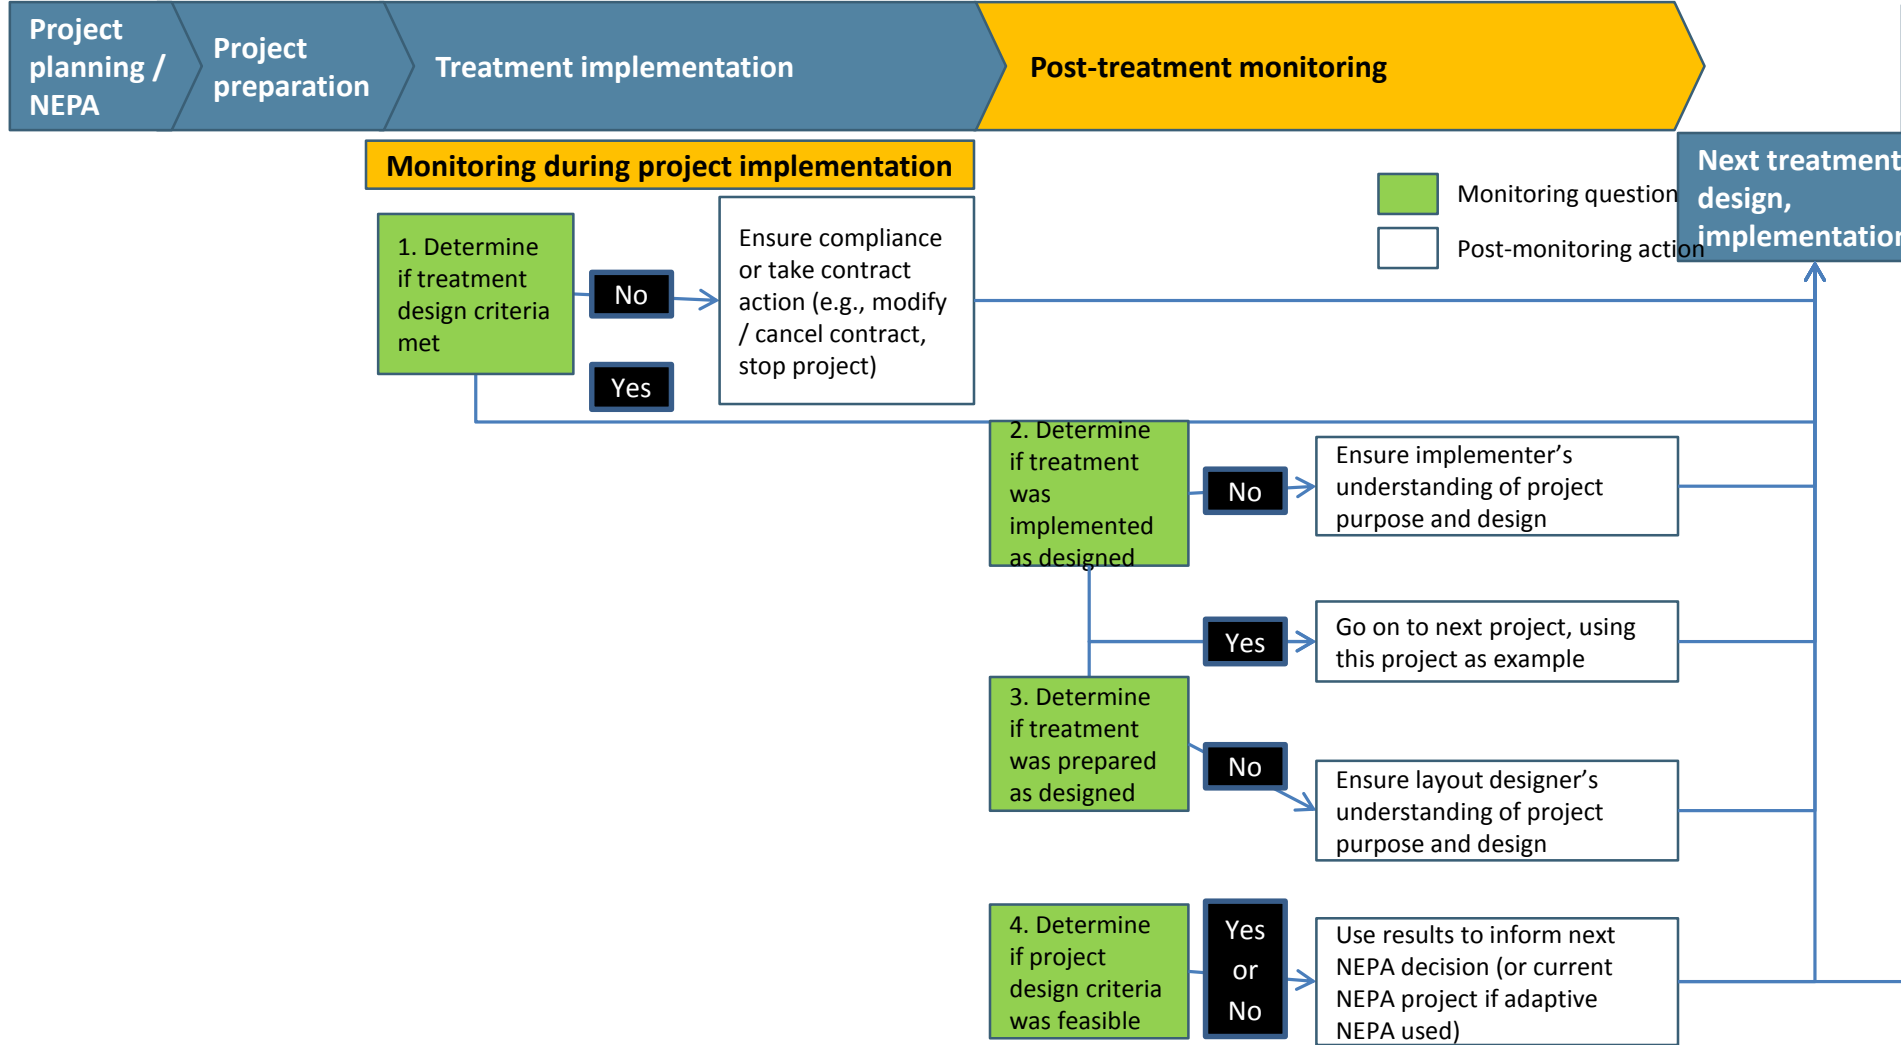 Project
planning /
NEPA
Project
preparation
Treatment implementation
Post-treatment monitoring
Monitoring during project implementation
Monitoring question
Post-monitoring action
Next treatment
design,
implementation
1. Determine
if treatment
design criteria
met
No
Yes
Ensure compliance
or take contract
action (e.g., modify
/ cancel contract,
stop project)
2. Determine
if treatment
was
implemented
as designed
No
Ensure implementer’s
understanding of project
purpose and design
Yes
Go on to next project, using
this project as example
3. Determine
if treatment
was prepared
as designed
No
Ensure layout designer’s
understanding of project
purpose and design
4. Determine
if project
design criteria
was feasible
Yes
or
No
Use results to inform next
NEPA decision (or current
NEPA project if adaptive
NEPA used)